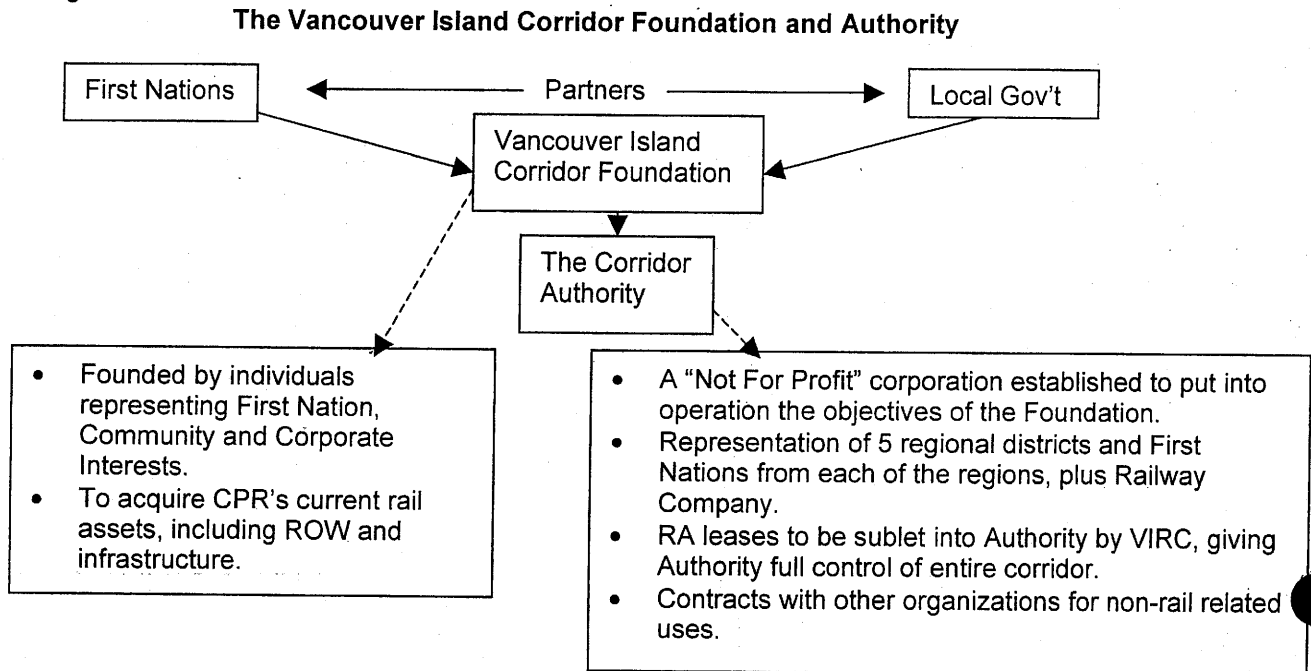 The Vancouver Island Corridor Foundation and Authority
First Nations
Partners
Local Gov't
Vancouver Island
Corridor Foundation
The Corridor
Authority
• Founded by individuals
representing First Nation,
Community and Corporate
Interests.
• To acquire CPR's current rail
assets, including ROW and
infrastructure.
• A “Not For Profit” corporation established to put into
operation the objectives of the Foundation.
• Representation of 5 regional districts and First
Nations from each of the regions, plus Railway
Company.
• RA leases to be sublet into Authority by VIRC, giving
Authority full control of entire corridor.
• Contracts with other organizations for non-rail related
uses.